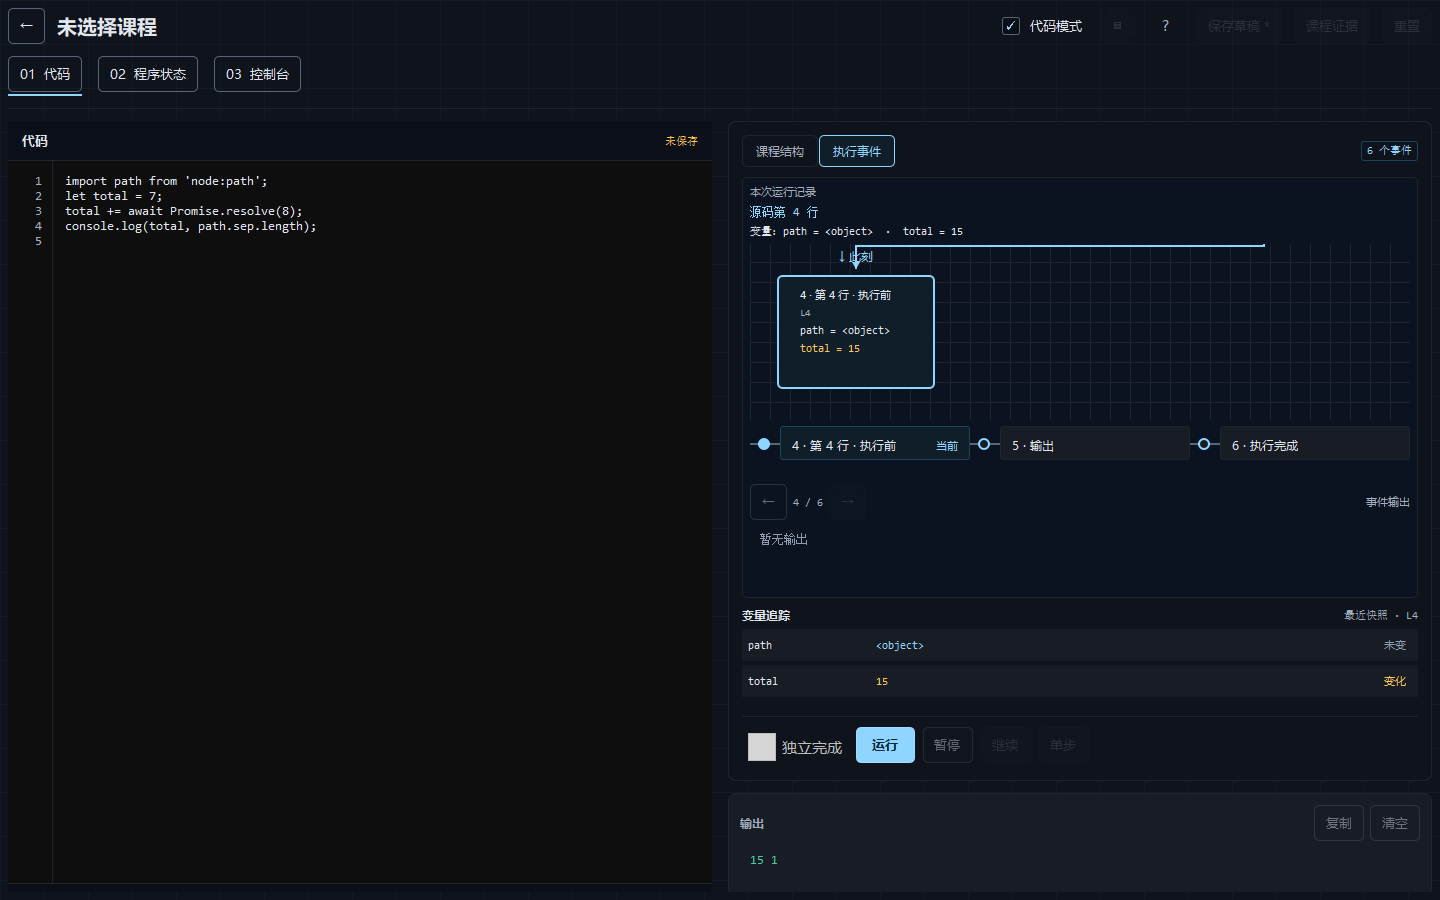 ← 未选择课程
✓ 代码模式 ? 保存草稿 * 课程证据 重置
01 代码 02 程序状态 03 控制台
代码 未保存
1 import path from 'node:path';
2 let total = 7;
3 total += await Promise.resolve(8);
4 console.log(total, path.sep.length);
5
课程结构 执行事件 6 个事件
本次运行记录
源码第 4 行
变量: path = <object> · total = 15
↓ 此刻
4 · 第 4 行 · 执行前
L4
path = <object>
total = 15
4 · 第 4 行 · 执行前 当前 5 · 输出 6 · 执行完成
← 4 / 6 → 事件输出
暂无输出
变量追踪 最近快照 · L4
path <object> 未变
total 15 变化
独立完成 运行 暂停 继续 单步
输出 复制 清空
15 1